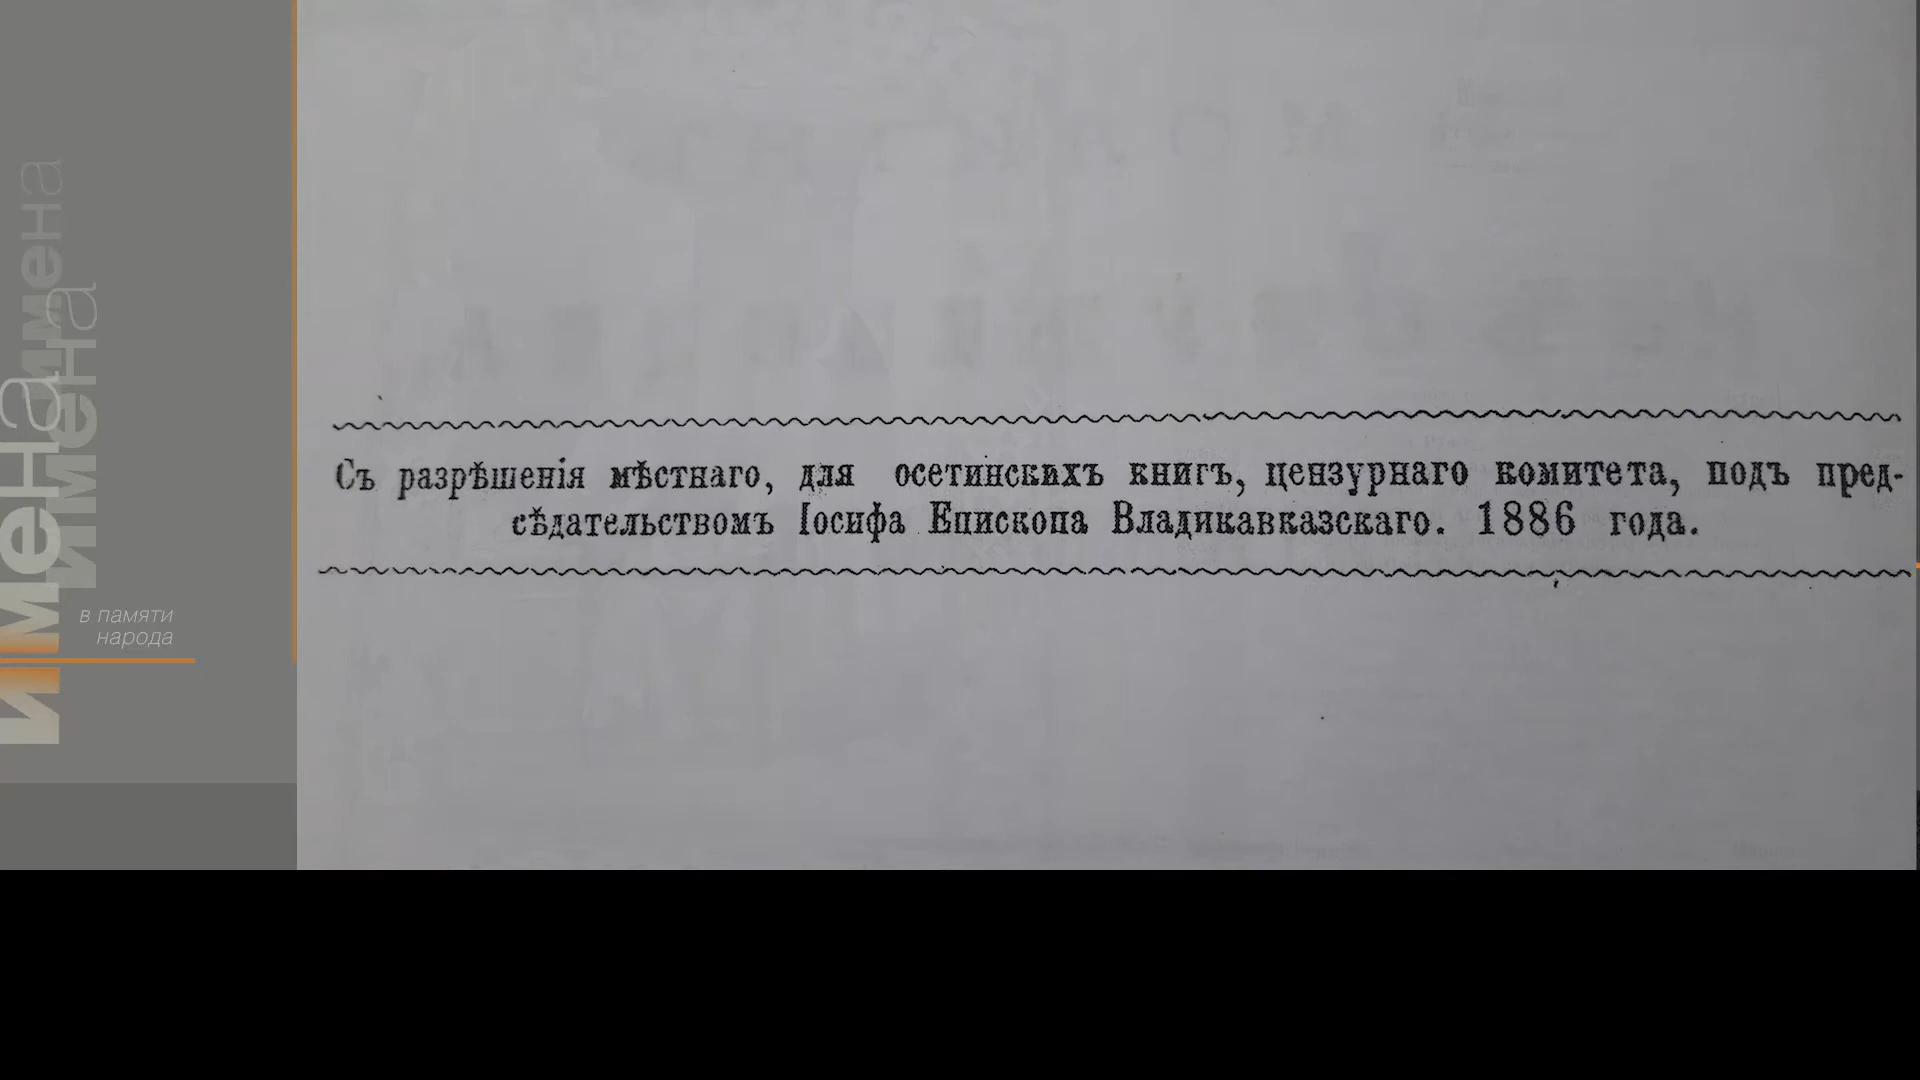 имена
имена
имена
в памяти
народа
Съ разрѣшенія мѣстнаго, для осетинскихъ книгъ, цензурнаго комитета, подъ пред-
сѣдательствомъ Іосифа Епископа Владикавказскаго. 1886 года.